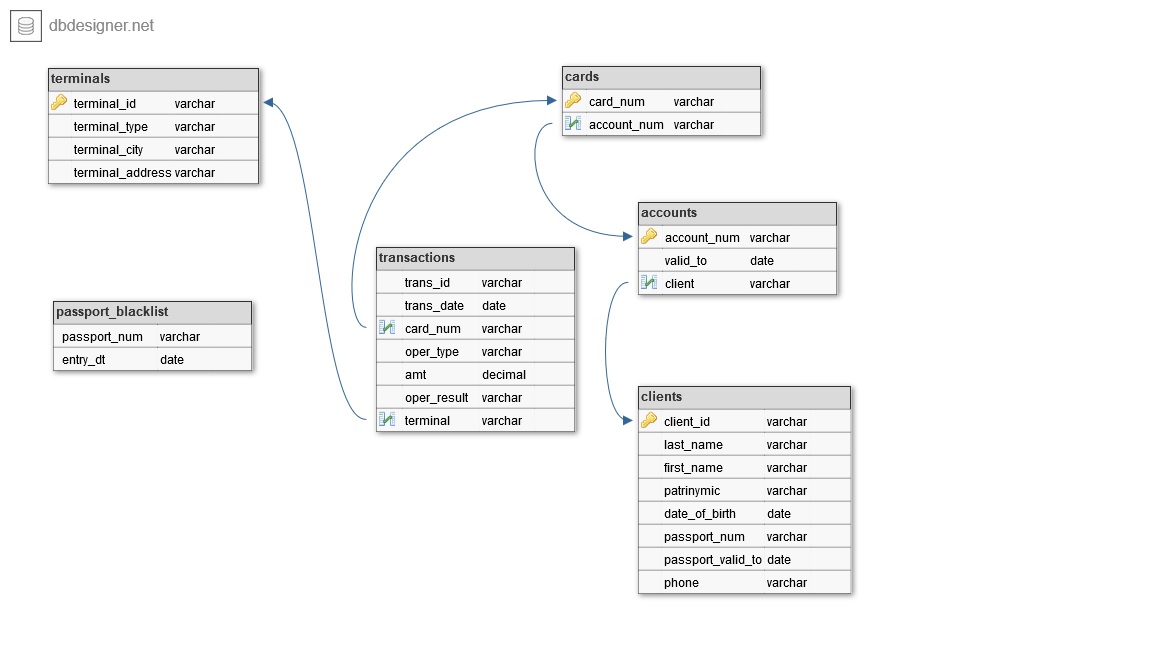 dbdesigner.net
terminals
terminal_id varchar
terminal_type varchar
terminal_city varchar
terminal_address varchar
cards
card_num varchar
account_num varchar
accounts
account_num varchar
valid_to date
client varchar
transactions
trans_id varchar
trans_date date
card_num varchar
oper_type varchar
amt decimal
oper_result varchar
terminal varchar
passport_blacklist
passport_num varchar
entry_dt date
clients
client_id varchar
last_name varchar
first_name varchar
patrinymic varchar
date_of_birth date
passport_num varchar
passport_valid_to date
phone varchar